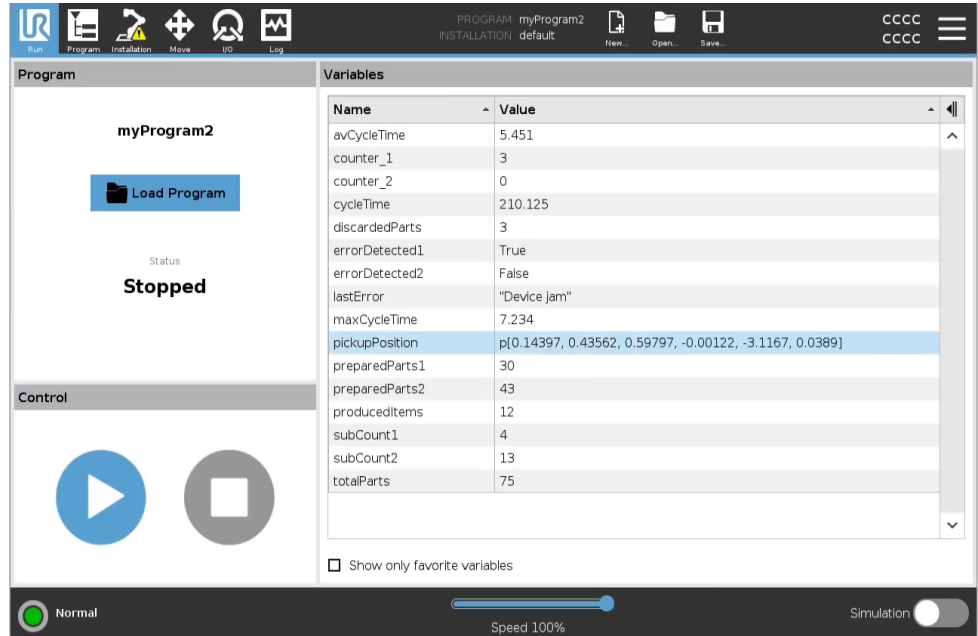 UR
Run
Program
Installation
Move
I/O
Log
PROGRAM myProgram2
INSTALLATION default
New...
Open...
Save...
CCCC
CCCC
Program
myProgram2
Load Program
Status
Stopped
Control
Variables
Name Value
avCycleTime 5.451
counter_1 3
counter_2 0
cycleTime 210.125
discardedParts 3
errorDetected1 True
errorDetected2 False
lastError "Device jam"
maxCycleTime 7.234
pickupPosition p[0.14397, 0.43562, 0.59797, -0.00122, -3.1167, 0.0389]
preparedParts1 30
preparedParts2 43
producedItems 12
subCount1 4
subCount2 13
totalParts 75
Show only favorite variables
Normal
Speed 100%
Simulation